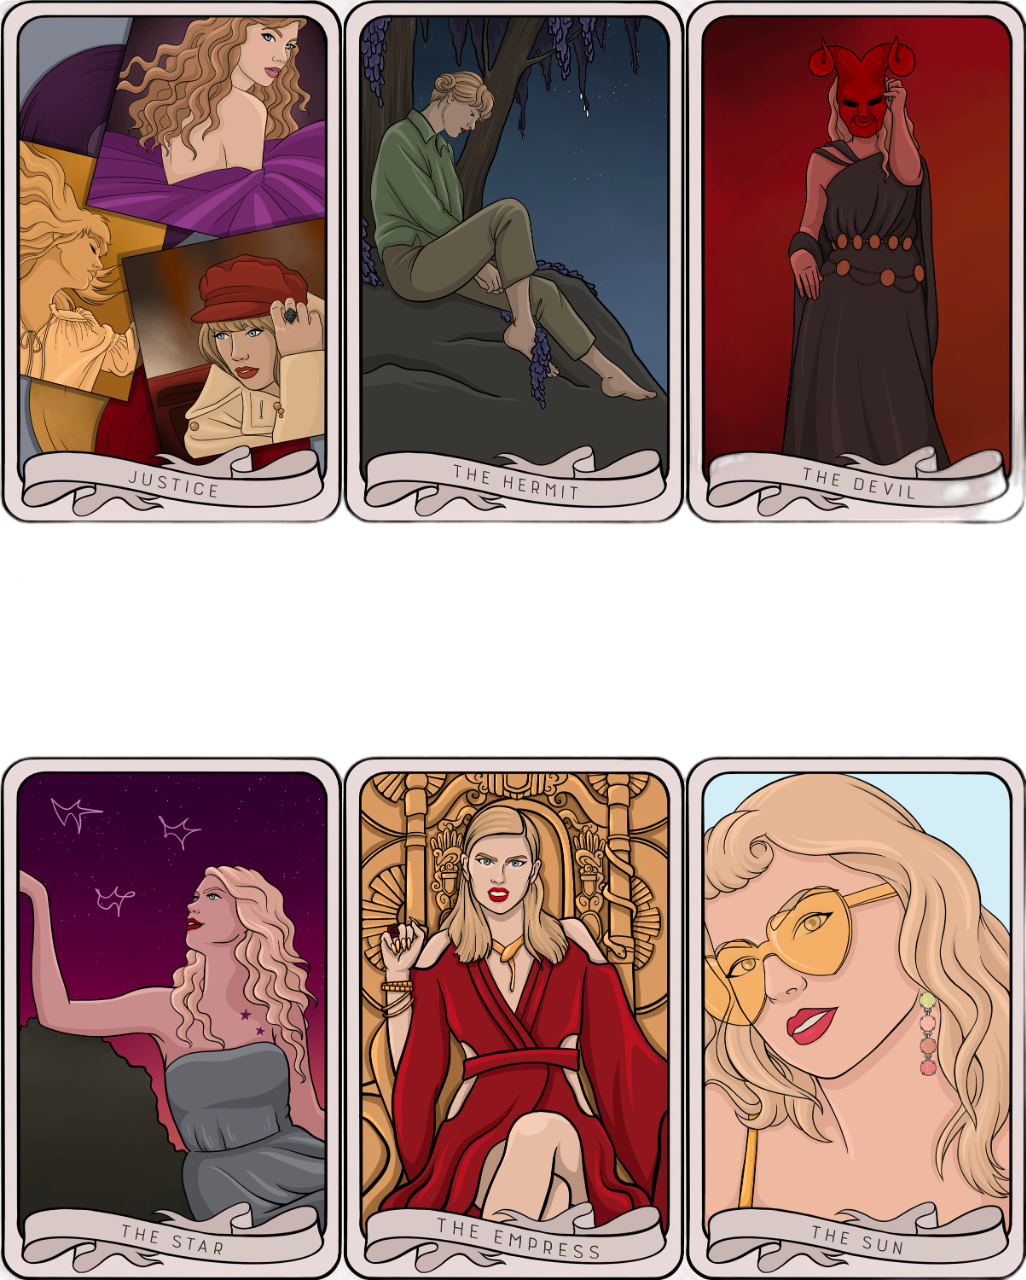 JUSTICE
THE HERMIT
THE DEVIL
THE STAR
THE EMPRESS
THE SUN